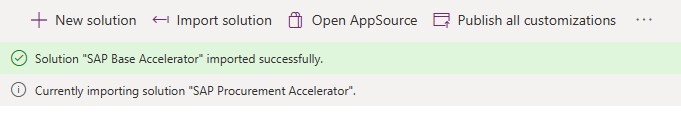 New solution Import solution Open AppSource Publish all customizations ...
Solution "SAP Base Accelerator" imported successfully.
Currently importing solution "SAP Procurement Accelerator".